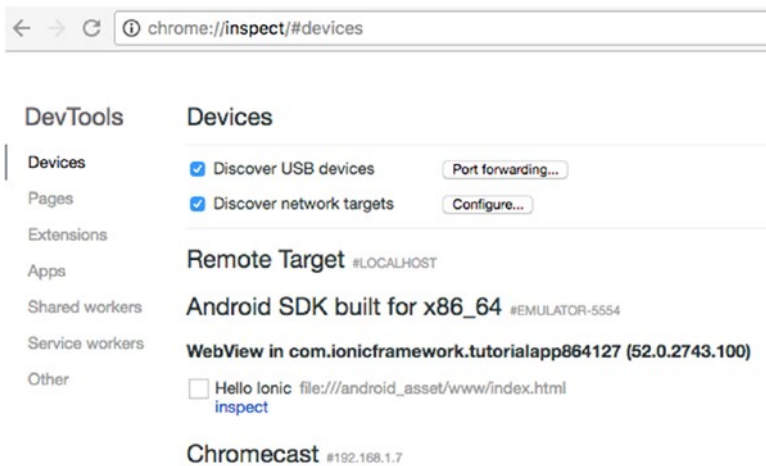 chrome://inspect/#devices
DevTools
Devices
Pages
Extensions
Apps
Shared workers
Service workers
Other
Devices
Discover USB devices Port forwarding...
Discover network targets Configure...
Remote Target #LOCALHOST
Android SDK built for x86_64 #EMULATOR-5554
WebView in com.ionicframework.tutorialapp864127 (52.0.2743.100)
Hello Ionic file:///android_asset/www/index.html
inspect
Chromecast #192.168.1.7